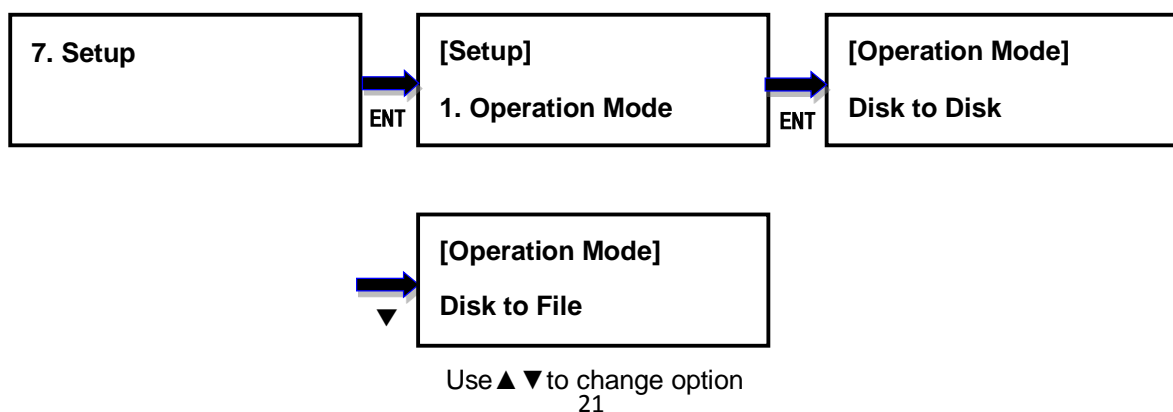 7. Setup
ENT
[Setup]
1. Operation Mode
ENT
[Operation Mode]
Disk to Disk
▼
[Operation Mode]
Disk to File
Use▲▼to change option
21